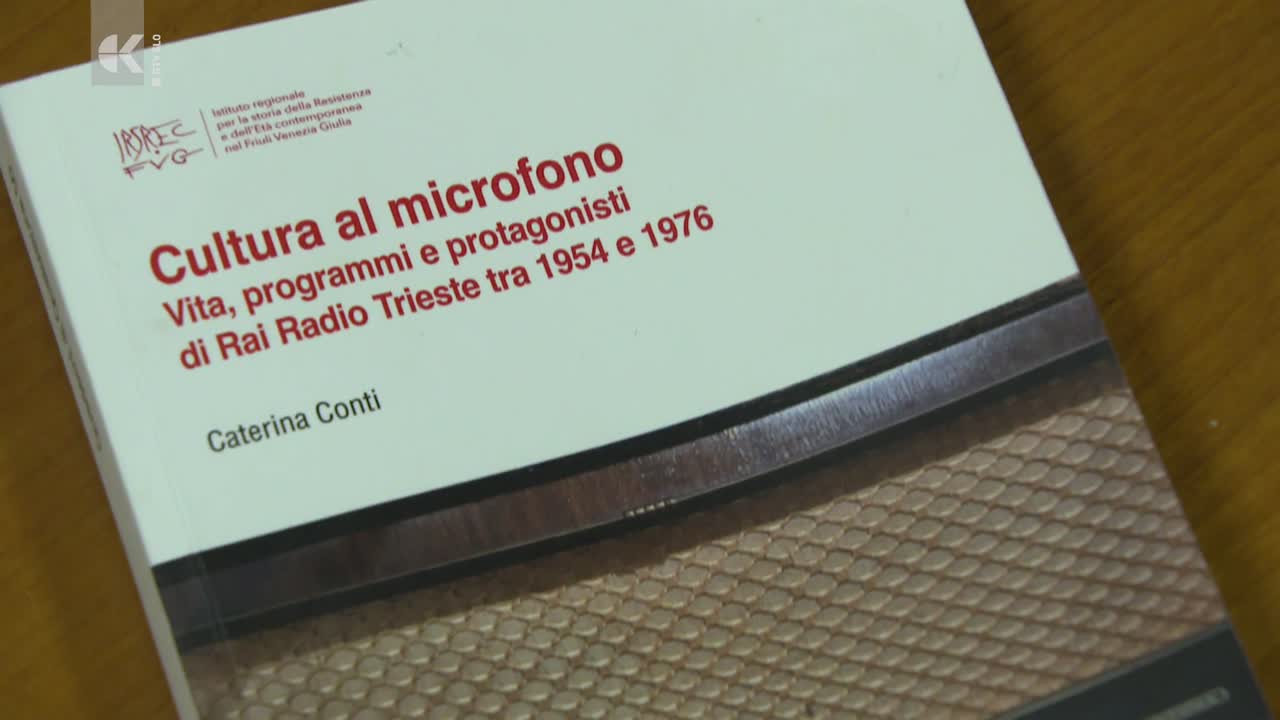 Istituto regionale
per la storia della Resistenza
e dell'Età contemporanea
nel Friuli Venezia Giulia
IRSREC
FVG
Cultura al microfono
Vita, programmi e protagonisti
di Rai Radio Trieste tra 1954 e 1976
Caterina Conti